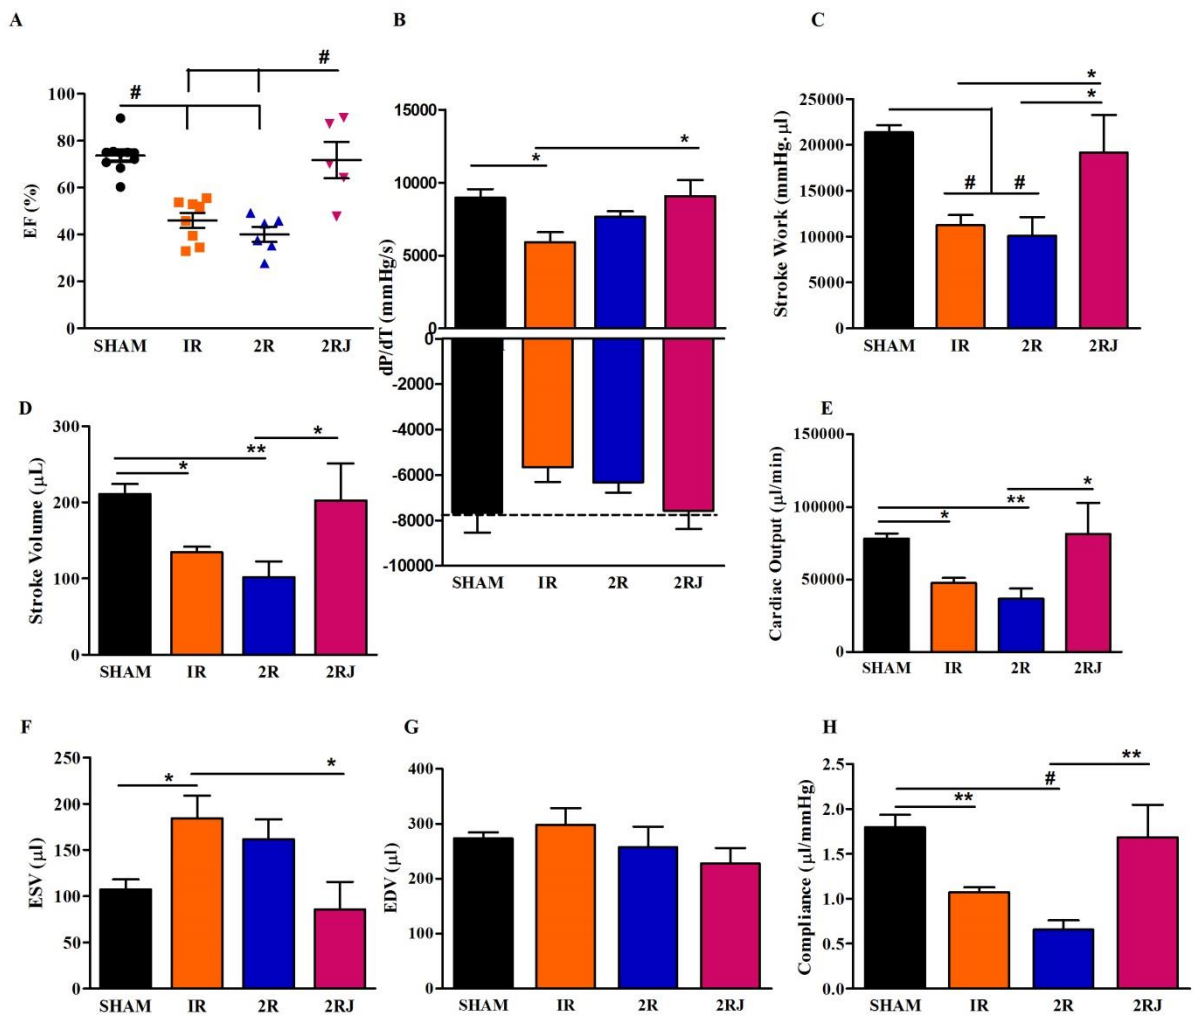 A
EF (%)
100
80
60
40
20
0
#
#
SHAM IR 2R 2RJ
B
dP/dT (mmHg/s)
15000
10000
5000
0
*
*
0
-2000
-4000
-6000
-8000
-10000
SHAM IR 2R 2RJ
C
Stroke Work (mmHg.µl)
25000
20000
15000
10000
5000
0
*
*
# #
SHAM IR 2R 2RJ
D
Stroke Volume (µL)
300
200
100
0
*
**
*
SHAM IR 2R 2RJ
E
Cardiac Output (µl/min)
150000
100000
50000
0
*
**
*
SHAM IR 2R 2RJ
F
ESV (µl)
250
200
150
100
50
0
*
*
SHAM IR 2R 2RJ
G
EDV (µl)
400
300
200
100
0
SHAM IR 2R 2RJ
H
Compliance (µl/mmHg)
2.5
2.0
1.5
1.0
0.5
0.0
**
#
**
SHAM IR 2R 2RJ